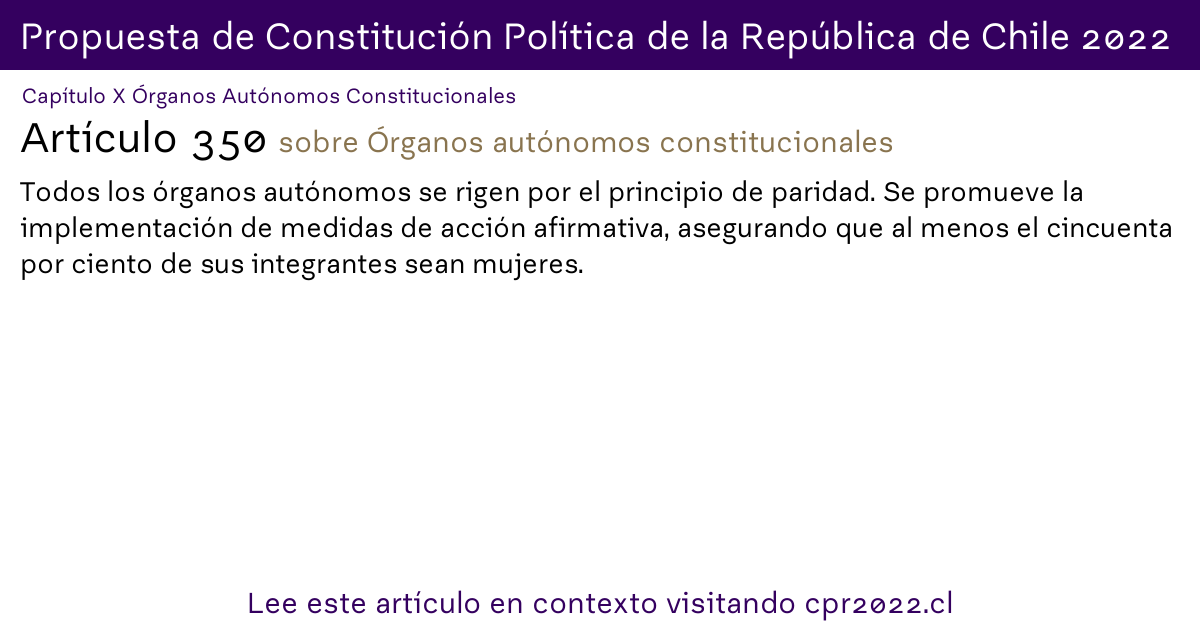 Propuesta de Constitución Política de la República de Chile 2022
Capítulo X Órganos Autónomos Constitucionales
Artículo 350 sobre Órganos autónomos constitucionales
Todos los órganos autónomos se rigen por el principio de paridad. Se promueve la
implementación de medidas de acción afirmativa, asegurando que al menos el cincuenta
por ciento de sus integrantes sean mujeres.
Lee este artículo en contexto visitando cpr2022.cl